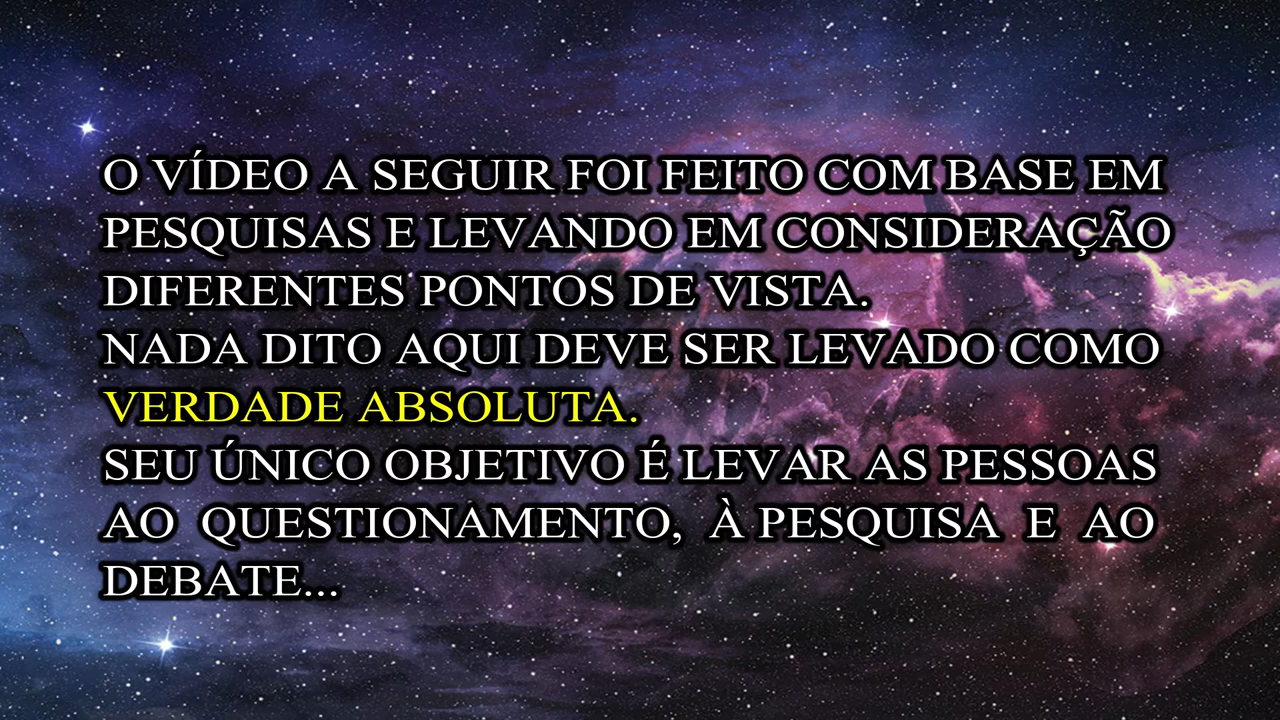 O VÍDEO A SEGUIR FOI FEITO COM BASE EM
PESQUISAS E LEVANDO EM CONSIDERAÇÃO
DIFERENTES PONTOS DE VISTA.
NADA DITO AQUI DEVE SER LEVADO COMO
VERDADE ABSOLUTA.
SEU ÚNICO OBJETIVO É LEVAR AS PESSOAS
AO QUESTIONAMENTO, À PESQUISA E AO
DEBATE...